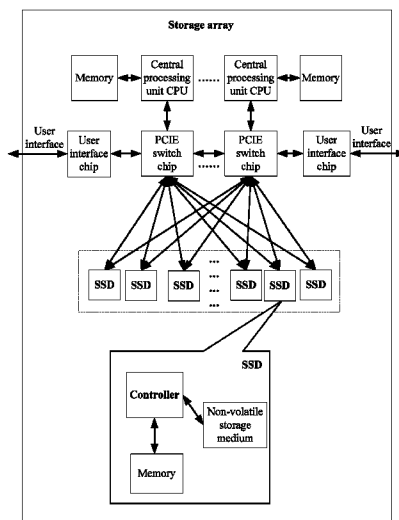 Storage array
Memory
Central
processing
unit CPU
......
Central
processing
unit CPU
Memory
User
interface
User
interface
chip
PCIE
switch
chip
......
PCIE
switch
chip
User
interface
chip
User
interface
...
SSD
SSD
SSD
...
...
SSD
SSD
SSD
...
SSD
Controller
Non-volatile
storage
medium
Memory